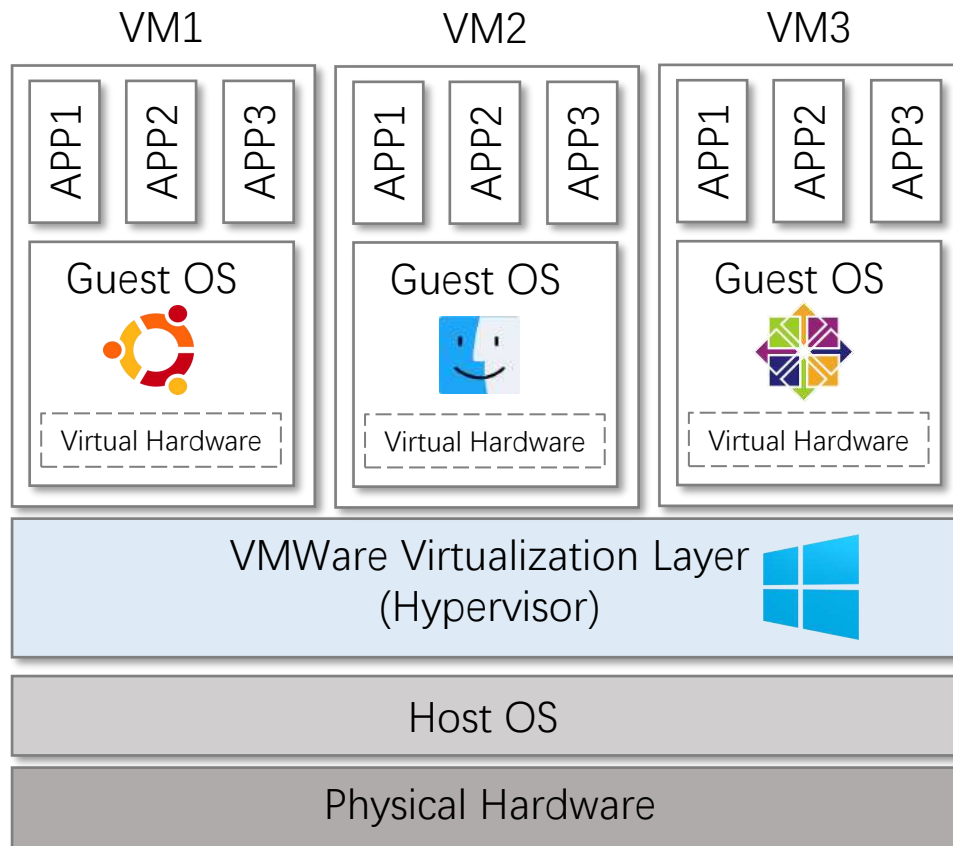 VM1
VM2
VM3
APP1
APP2
APP3
APP1
APP2
APP3
APP1
APP2
APP3
Guest OS
Guest OS
Guest OS
Virtual Hardware
Virtual Hardware
Virtual Hardware
VMWare Virtualization Layer
(Hypervisor)
Host OS
Physical Hardware